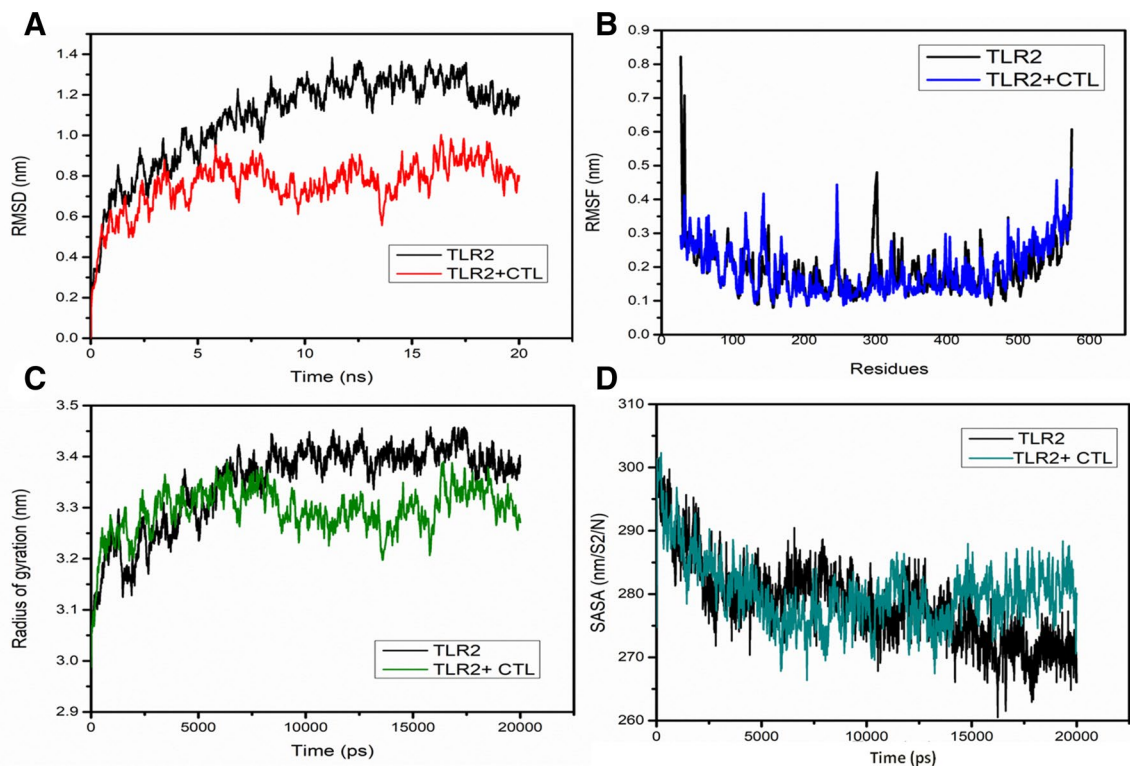 A
1.4
1.2
1.0
0.8
0.6
0.4
0.2
0.0
RMSD (nm)
TLR2
TLR2+CTL
0
5
10
15
20
Time (ns)
B
0.9
0.8
0.7
0.6
0.5
0.4
0.3
0.2
0.1
0.0
RMSF (nm)
TLR2
TLR2+CTL
100
200
300
400
500
600
Residues
C
3.5
3.4
3.3
3.2
3.1
3.0
2.9
Radius of gyration (nm)
TLR2
TLR2+ CTL
0
5000
10000
15000
20000
Time (ps)
D
310
300
290
280
270
260
SASA (nm/S2/N)
TLR2
TLR2+ CTL
0
5000
10000
15000
20000
Time (ps)